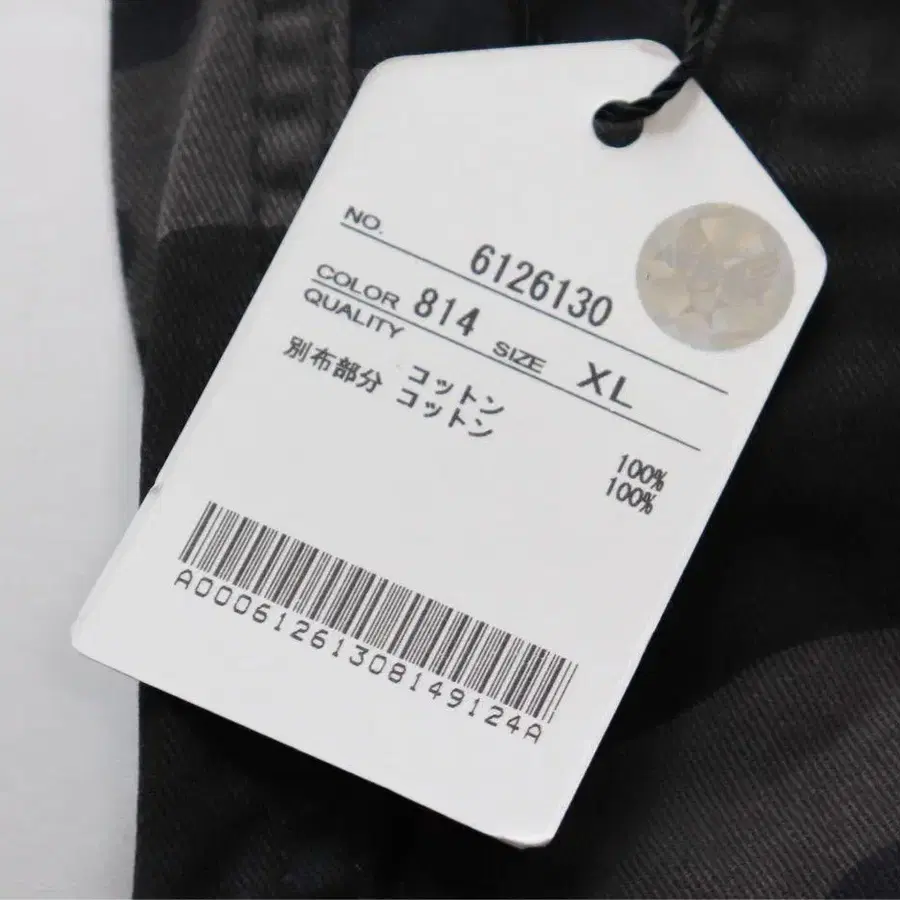 NO. 6126130
COLOR 814 SIZE XL
QUALITY
コットン 100%
別布部分 コットン 100%
A00061261308149124A